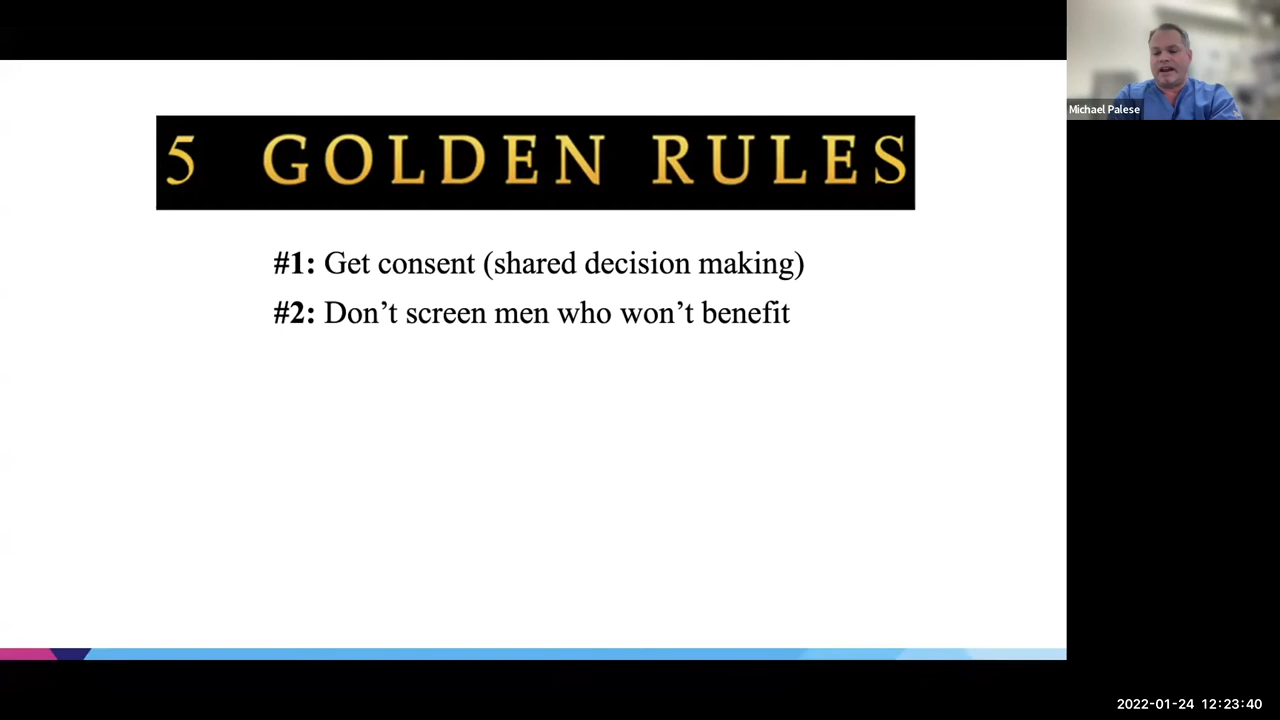 5 GOLDEN RULES
#1: Get consent (shared decision making)
#2: Don’t screen men who won’t benefit
Michael Palese
2022-01-24 12:23:40